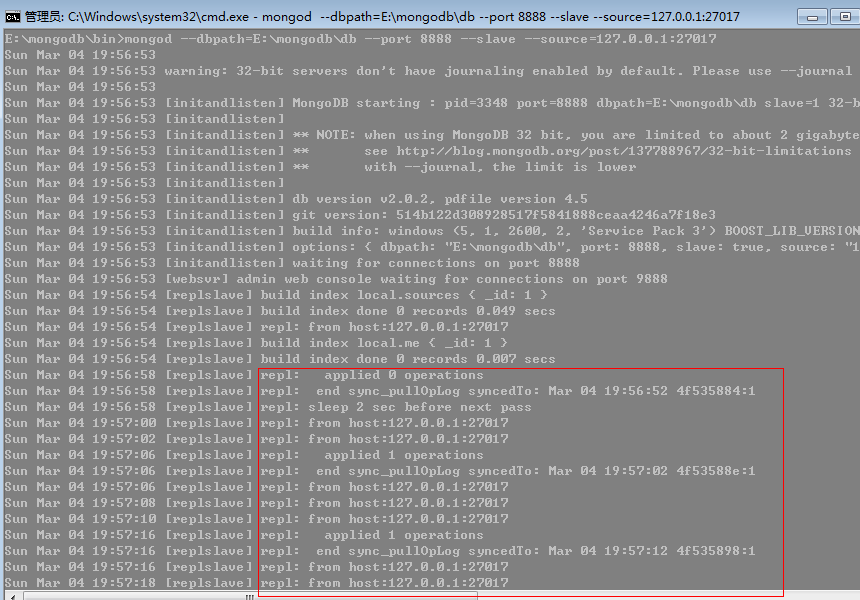 管理员: C:\Windows\system32\cmd.exe - mongod  --dbpath=E:\mongodb\db --port 8888 --slave --source=127.0.0.1:27017
E:\mongodb\bin>mongod --dbpath=E:\mongodb\db --port 8888 --slave --source=127.0.0.1:27017
Sun Mar 04 19:56:53
Sun Mar 04 19:56:53 warning: 32-bit servers don't have journaling enabled by default. Please use --journal
Sun Mar 04 19:56:53
Sun Mar 04 19:56:53 [initandlisten] MongoDB starting : pid=3348 port=8888 dbpath=E:\mongodb\db slave=1 32-b
Sun Mar 04 19:56:53 [initandlisten]
Sun Mar 04 19:56:53 [initandlisten] ** NOTE: when using MongoDB 32 bit, you are limited to about 2 gigabyte
Sun Mar 04 19:56:53 [initandlisten] **       see http://blog.mongodb.org/post/137788967/32-bit-limitations
Sun Mar 04 19:56:53 [initandlisten] **       with --journal, the limit is lower
Sun Mar 04 19:56:53 [initandlisten]
Sun Mar 04 19:56:53 [initandlisten] db version v2.0.2, pdfile version 4.5
Sun Mar 04 19:56:53 [initandlisten] git version: 514b122d308928517f5841888ceaa4246a7f18e3
Sun Mar 04 19:56:53 [initandlisten] build info: windows (5, 1, 2600, 2, 'Service Pack 3') BOOST_LIB_VERSION
Sun Mar 04 19:56:53 [initandlisten] options: { dbpath: "E:\mongodb\db", port: 8888, slave: true, source: "1
Sun Mar 04 19:56:53 [initandlisten] waiting for connections on port 8888
Sun Mar 04 19:56:53 [websvr] admin web console waiting for connections on port 9888
Sun Mar 04 19:56:54 [replslave] build index local.sources { _id: 1 }
Sun Mar 04 19:56:54 [replslave] build index done 0 records 0.049 secs
Sun Mar 04 19:56:54 [replslave] repl: from host:127.0.0.1:27017
Sun Mar 04 19:56:54 [replslave] build index local.me { _id: 1 }
Sun Mar 04 19:56:54 [replslave] build index done 0 records 0.007 secs
Sun Mar 04 19:56:58 [replslave] repl:   applied 0 operations
Sun Mar 04 19:56:58 [replslave] repl:  end sync_pullOpLog syncedTo: Mar 04 19:56:52 4f535884:1
Sun Mar 04 19:56:58 [replslave] repl: sleep 2 sec before next pass
Sun Mar 04 19:57:00 [replslave] repl: from host:127.0.0.1:27017
Sun Mar 04 19:57:02 [replslave] repl: from host:127.0.0.1:27017
Sun Mar 04 19:57:06 [replslave] repl:   applied 1 operations
Sun Mar 04 19:57:06 [replslave] repl:  end sync_pullOpLog syncedTo: Mar 04 19:57:02 4f53588e:1
Sun Mar 04 19:57:06 [replslave] repl: from host:127.0.0.1:27017
Sun Mar 04 19:57:08 [replslave] repl: from host:127.0.0.1:27017
Sun Mar 04 19:57:10 [replslave] repl: from host:127.0.0.1:27017
Sun Mar 04 19:57:16 [replslave] repl:   applied 1 operations
Sun Mar 04 19:57:16 [replslave] repl:  end sync_pullOpLog syncedTo: Mar 04 19:57:12 4f535898:1
Sun Mar 04 19:57:16 [replslave] repl: from host:127.0.0.1:27017
Sun Mar 04 19:57:18 [replslave] repl: from host:127.0.0.1:27017